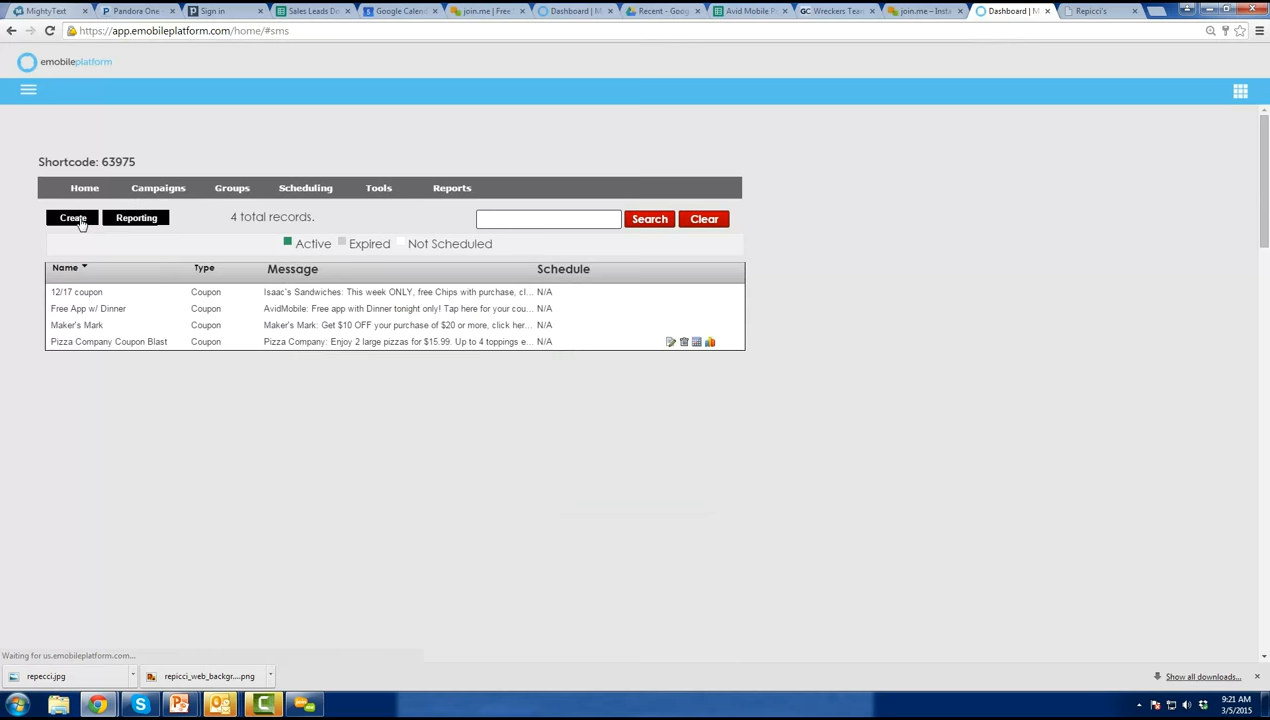 MightyText
Pandora One
Sign in
Sales Leads Do
Google Calen
join.me | Free
Dashboard | M
Recent - Goog
Avid Mobile P
Wreckers Tean
join.me – Insta
Dashboard | M
Repicci's
https://app.emobileplatform.com/home/#sms
emobileplatform
Shortcode: 63975
Home Campaigns Groups Scheduling Tools Reports
Create Reporting 4 total records. Search Clear
Active Expired Not Scheduled
Name Type Message Schedule
12/17 coupon Coupon Isaac's Sandwiches: This week ONLY, free Chips with purchase, cl... N/A
Free App w/ Dinner Coupon AvidMobile: Free app with Dinner tonight only! Tap here for your cou... N/A
Maker's Mark Coupon Maker's Mark: Get $10 OFF your purchase of $20 or more, click her... N/A
Pizza Company Coupon Blast Coupon Pizza Company: Enjoy 2 large pizzas for $15.99. Up to 4 toppings e... N/A
Waiting for us.emobileplatform.com...
repecci.jpg repicci_web_backgr....png Show all downloads...
9:21 AM
3/5/2015